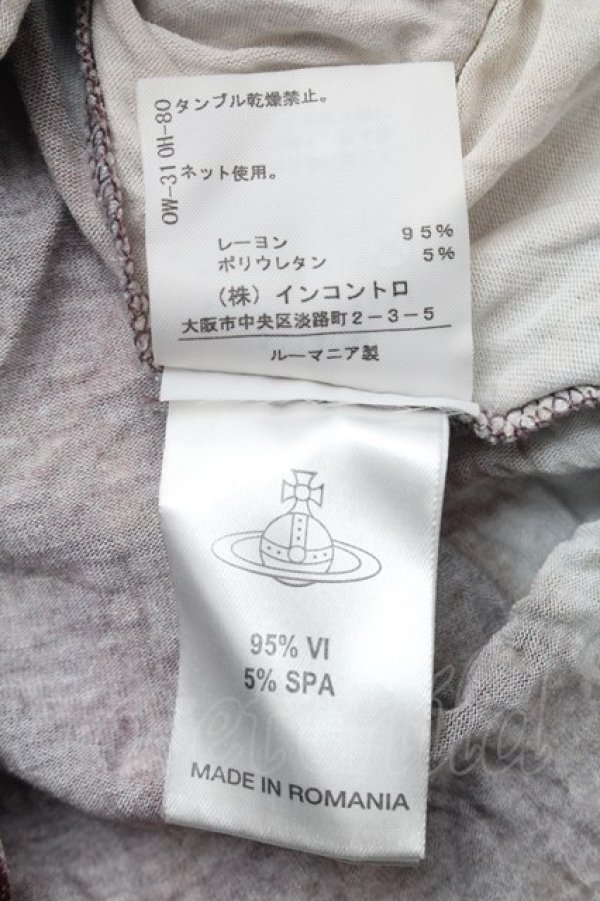 OW-310H-80
タンブル乾燥禁止。
ネット使用。
レーヨン 95%
ポリウレタン 5%
(株) インコントロ
大阪市中央区淡路町2-3-5
ルーマニア製
95% VI
5% SPA
MADE IN ROMANIA